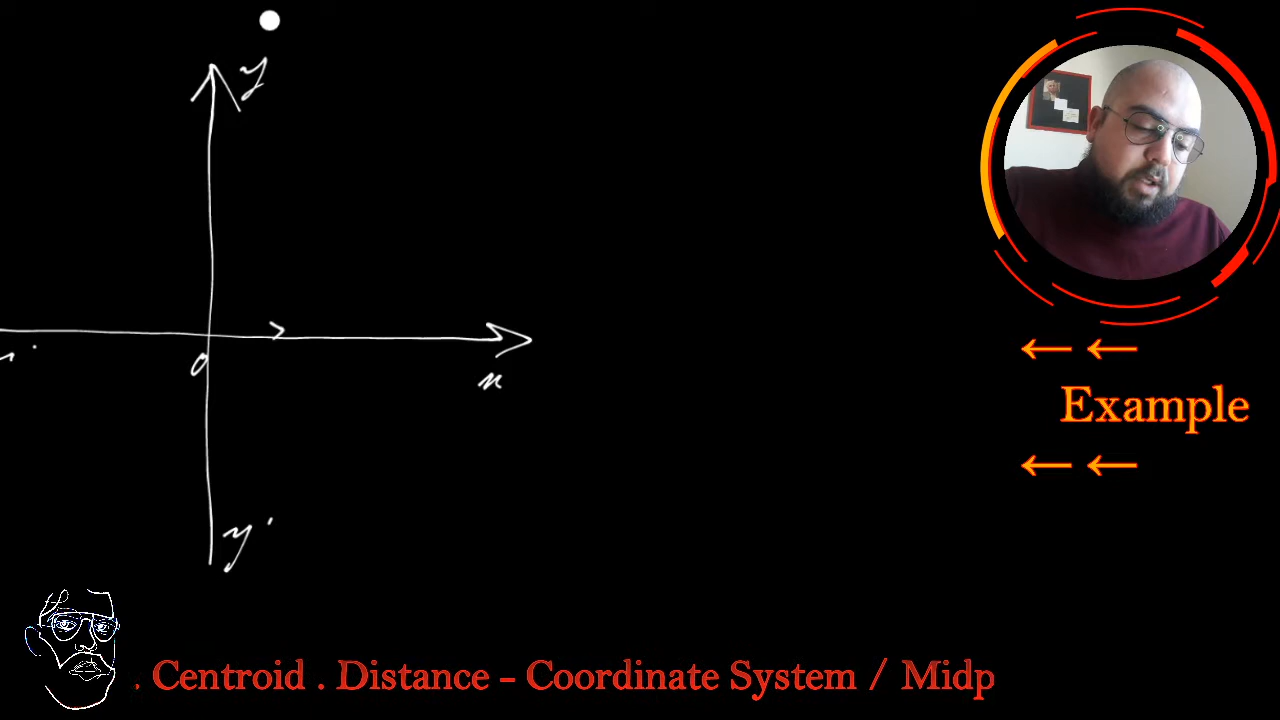 y
o
x
y'
← ←
Example
← ←
. Centroid . Distance - Coordinate System / Midp